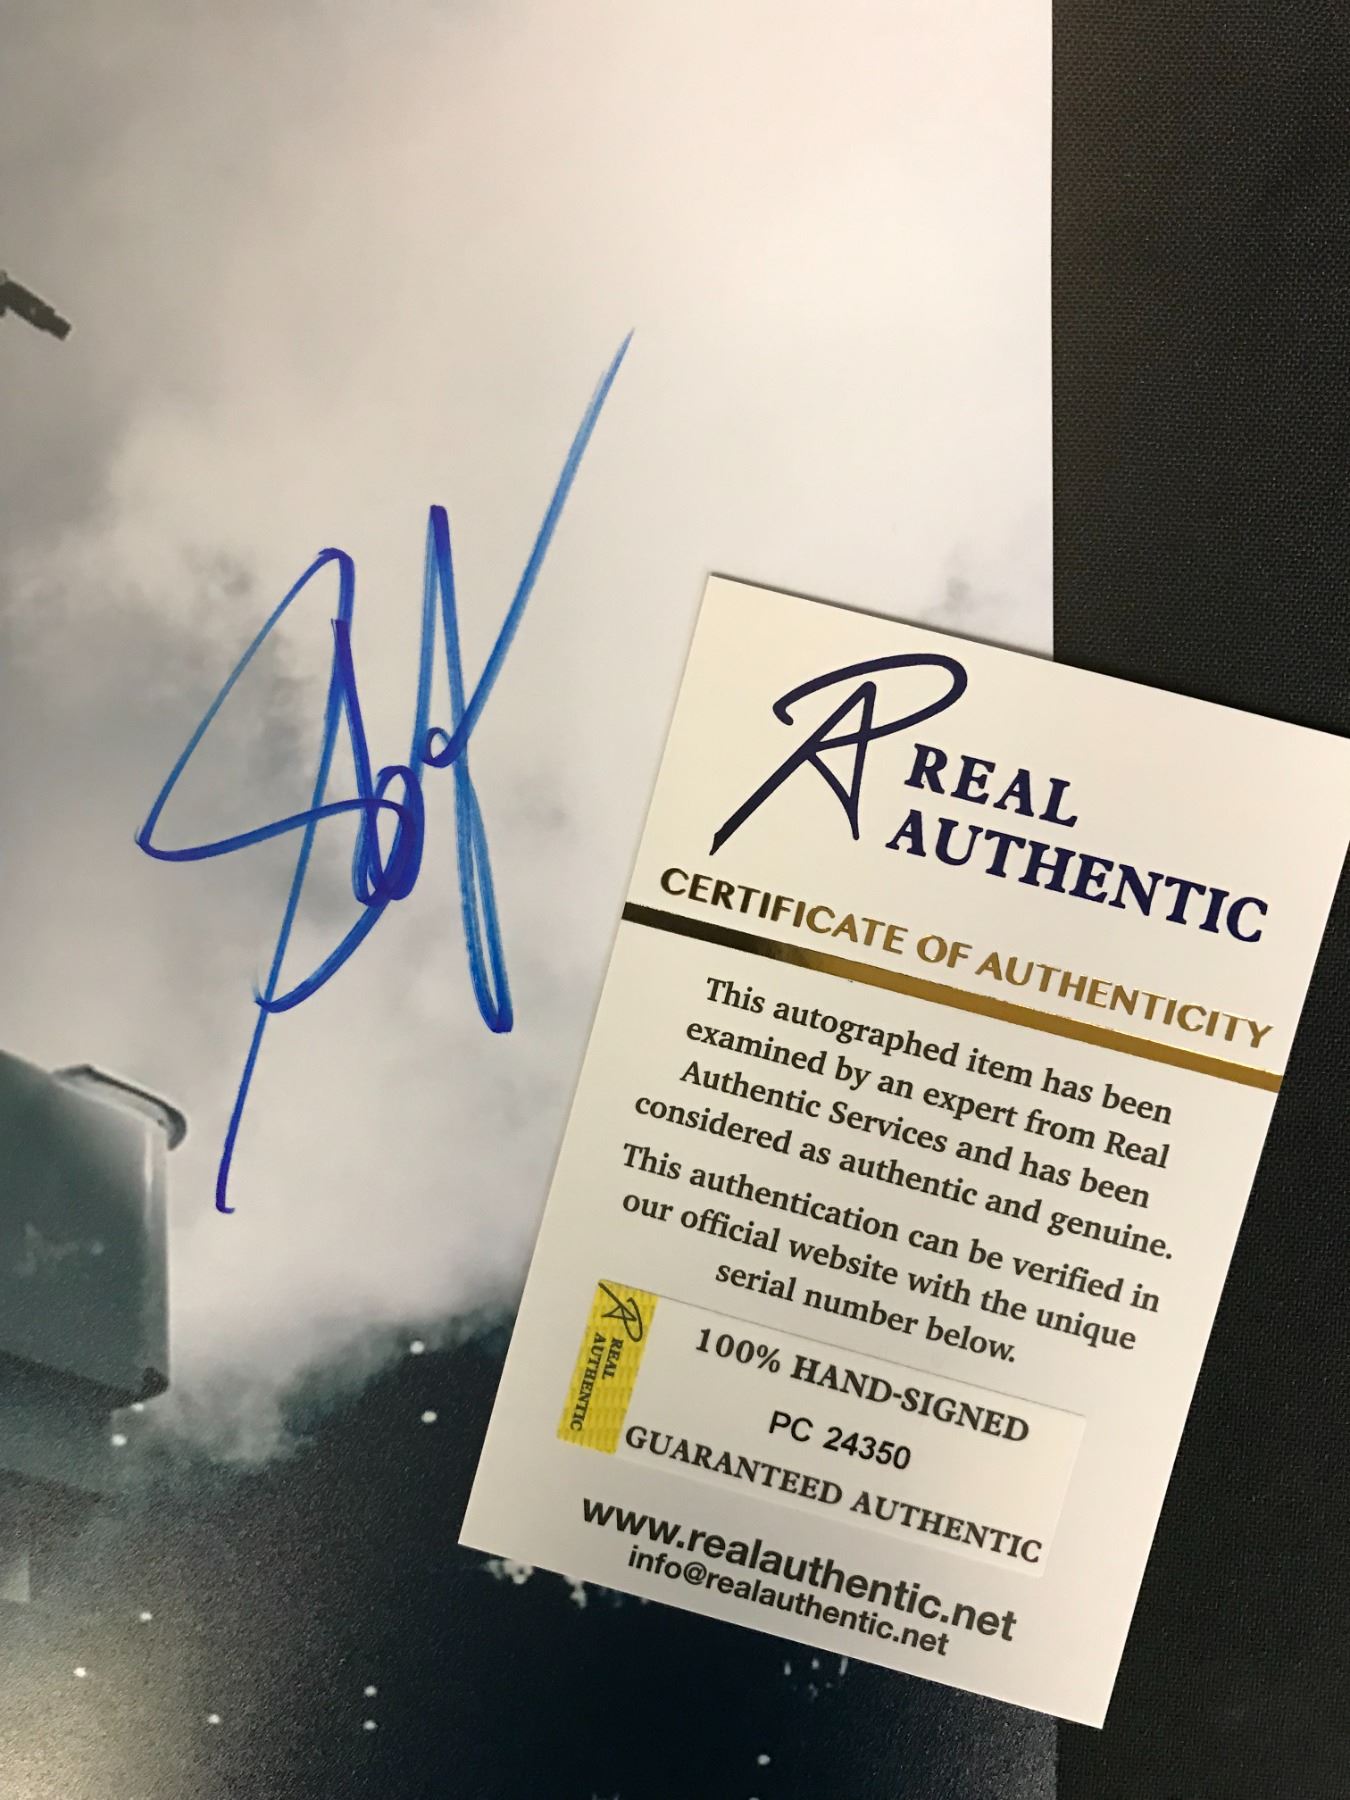 REAL
AUTHENTIC
CERTIFICATE OF AUTHENTICITY
This autographed item has been
examined by an expert from Real
Authentic Services and has been
considered as authentic and genuine.
This authentication can be verified in
our official website with the unique
serial number below.
REAL
AUTHENTIC
100% HAND-SIGNED
PC 24350
GUARANTEED AUTHENTIC
www.realauthentic.net
info@realauthentic.net